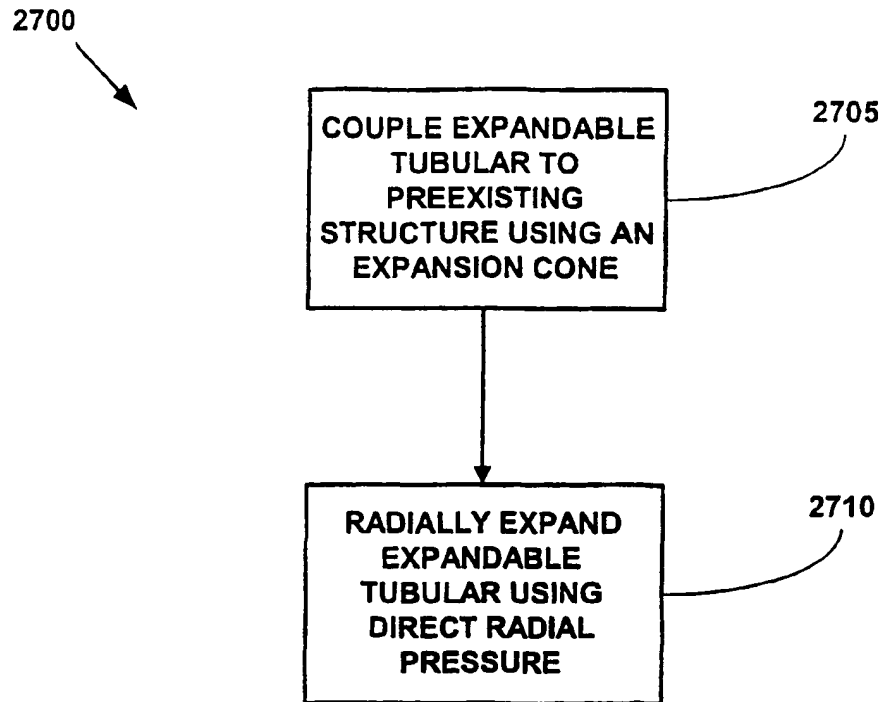 2700
COUPLE EXPANDABLE
TUBULAR TO
PREEXISTING
STRUCTURE USING AN
EXPANSION CONE
2705
RADIALLY EXPAND
EXPANDABLE
TUBULAR USING
DIRECT RADIAL
PRESSURE
2710